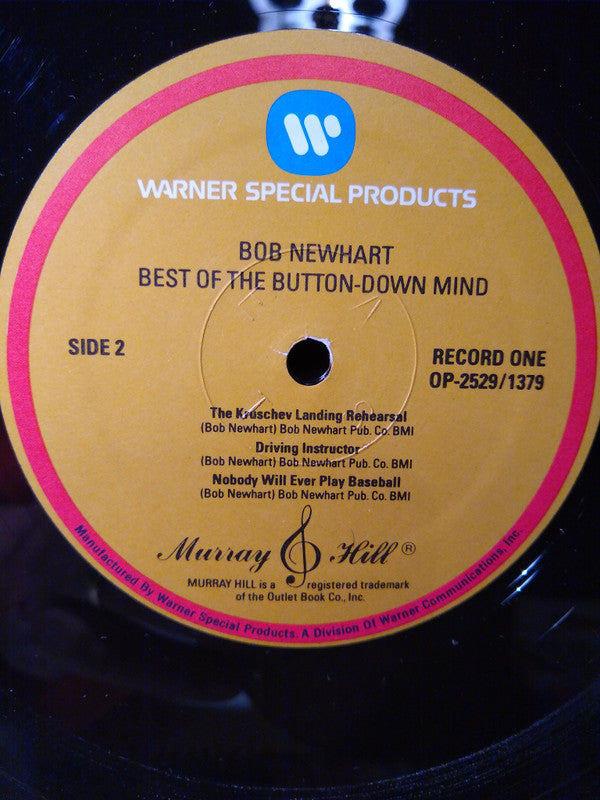 WARNER SPECIAL PRODUCTS
BOB NEWHART
BEST OF THE BUTTON-DOWN MIND
SIDE 2
RECORD ONE
OP-2529/1379
The Kruschev Landing Rehearsal
(Bob Newhart) Bob Newhart Pub. Co. BMI
Driving Instructor
(Bob Newhart) Bob Newhart Pub. Co. BMI
Nobody Will Ever Play Baseball
(Bob Newhart) Bob Newhart Pub. Co. BMI
Murray Hill ®
MURRAY HILL is a registered trademark
of the Outlet Book Co., Inc.
Manufactured By Warner Special Products. A Division Of Warner Communications, Inc.